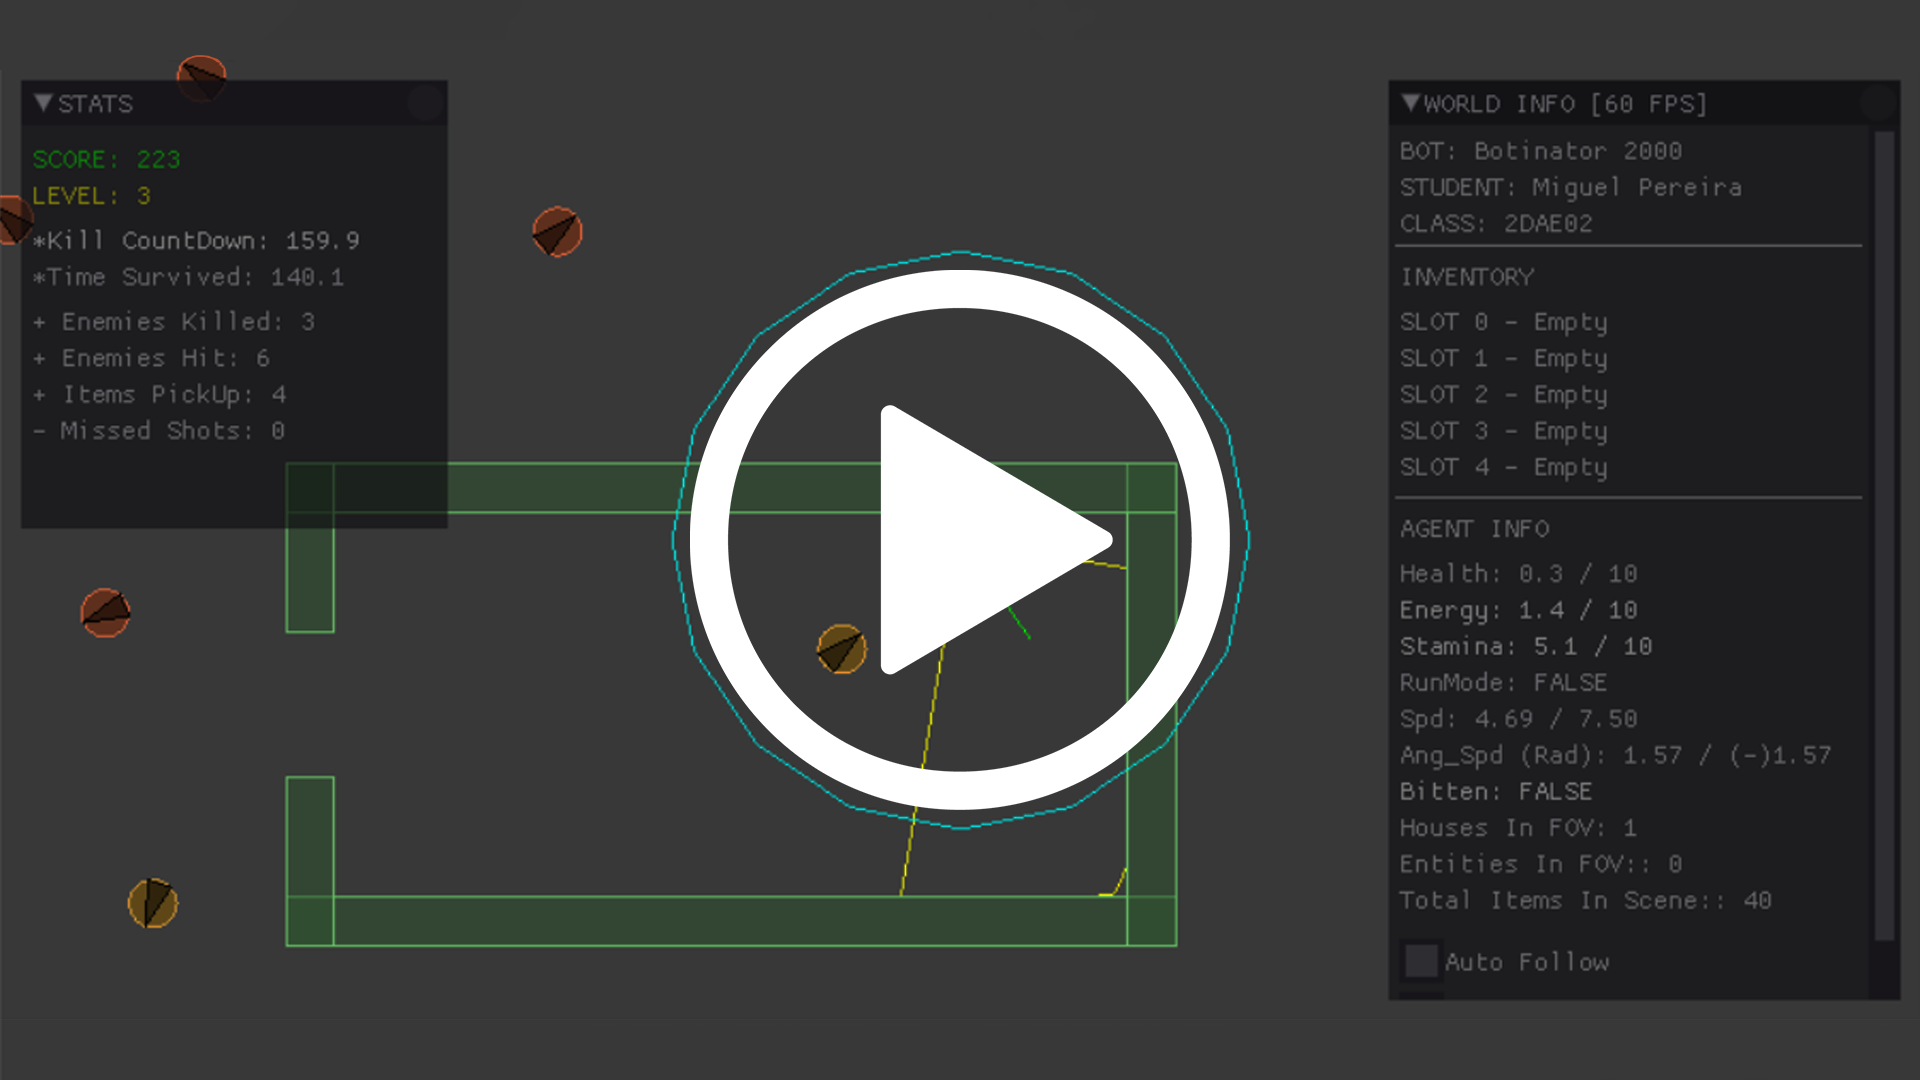 STATS
SCORE: 223
LEVEL: 3
*Kill CountDown: 159.9
*Time Survived: 140.1
+ Enemies Killed: 3
+ Enemies Hit: 6
+ Items PickUp: 4
- Missed Shots: 0
WORLD INFO [60 FPS]
BOT: Botinator 2000
STUDENT: Miguel Pereira
CLASS: 2DAE02
INVENTORY
SLOT 0 - Empty
SLOT 1 - Empty
SLOT 2 - Empty
SLOT 3 - Empty
SLOT 4 - Empty
AGENT INFO
Health: 0.3 / 10
Energy: 1.4 / 10
Stamina: 5.1 / 10
RunMode: FALSE
Spd: 4.69 / 7.50
Ang_Spd (Rad): 1.57 / (-)1.57
Bitten: FALSE
Houses In FOV: 1
Entities In FOV:: 0
Total Items In Scene:: 40
Auto Follow